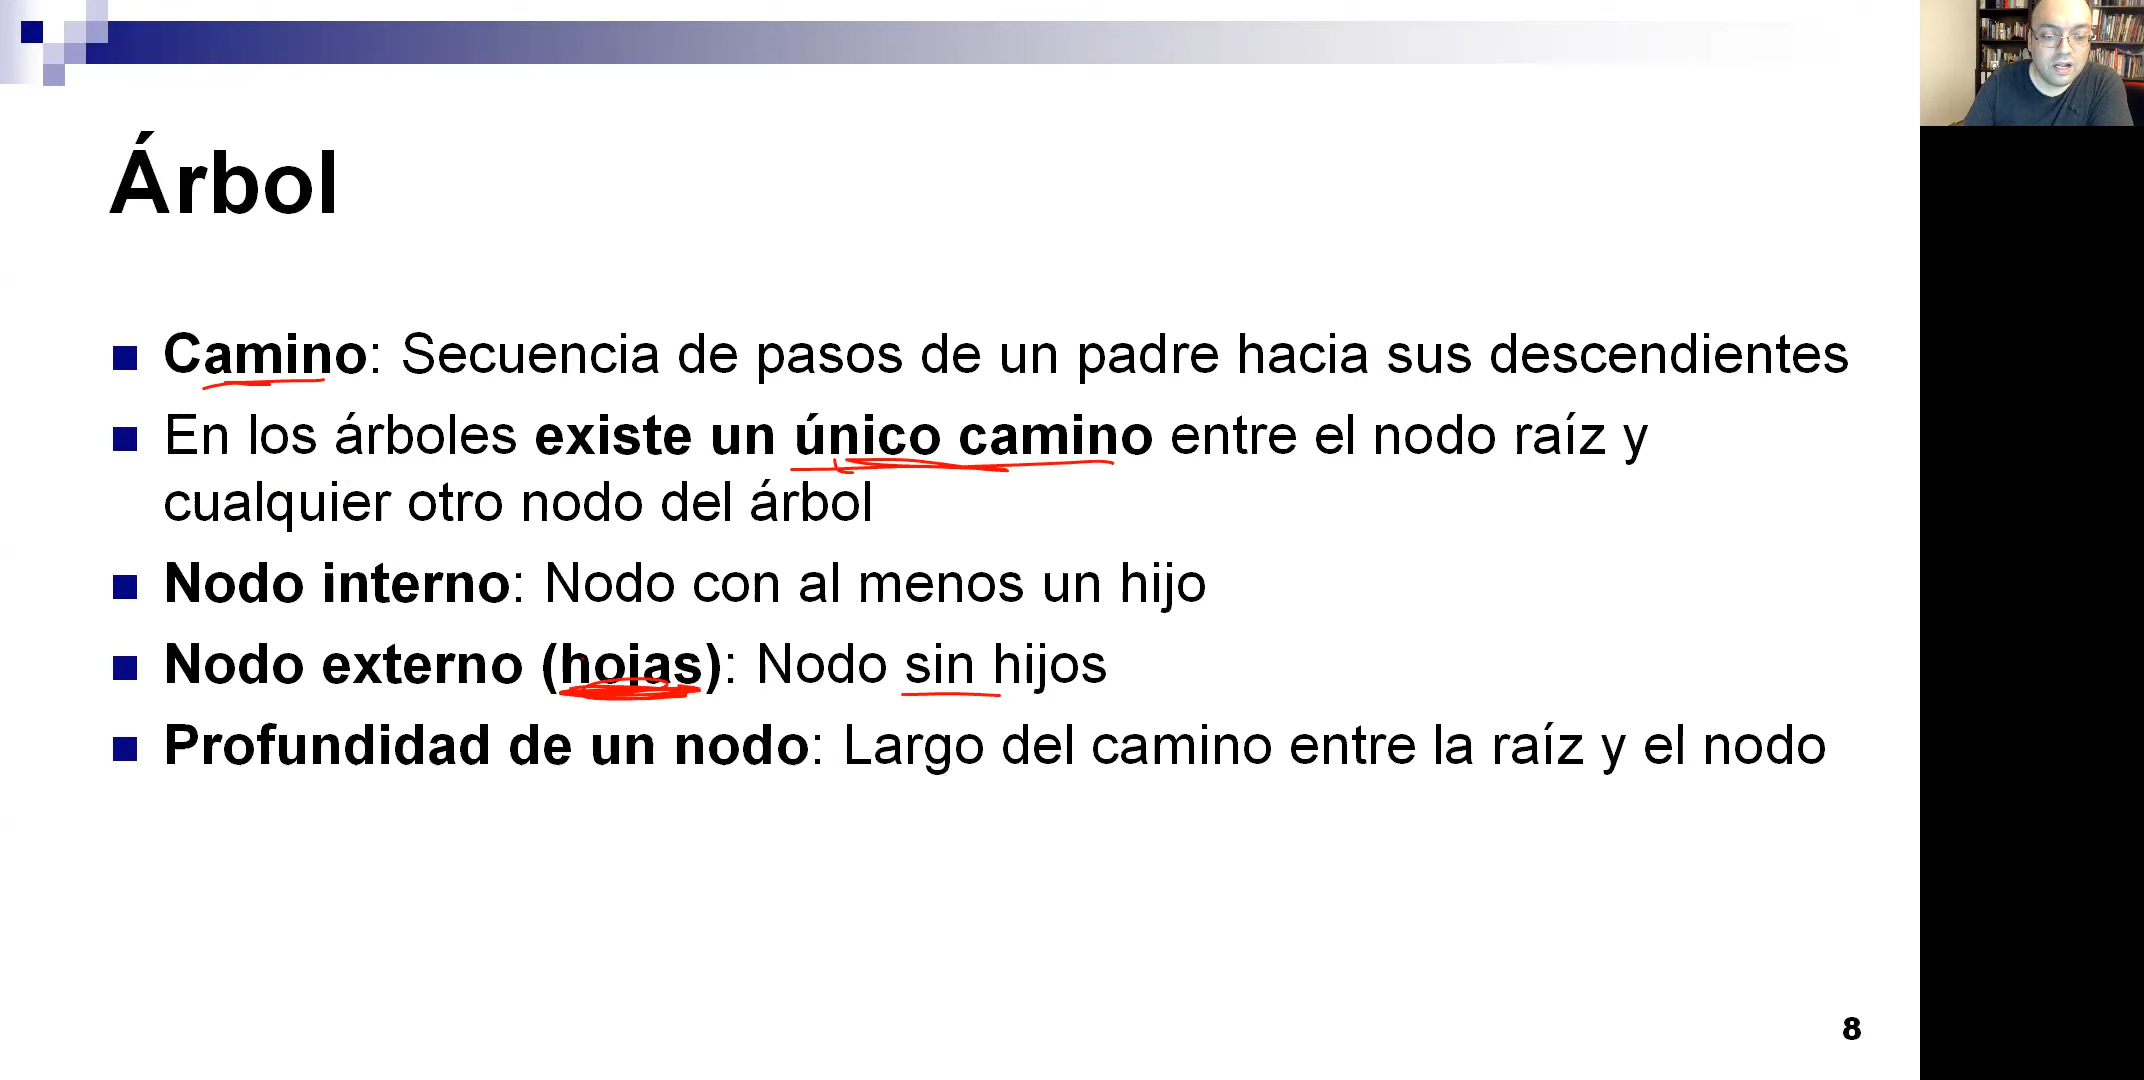 Árbol
Camino: Secuencia de pasos de un padre hacia sus descendientes
En los árboles existe un único camino entre el nodo raíz y
cualquier otro nodo del árbol
Nodo interno: Nodo con al menos un hijo
Nodo externo (hojas): Nodo sin hijos
Profundidad de un nodo: Largo del camino entre la raíz y el nodo
8